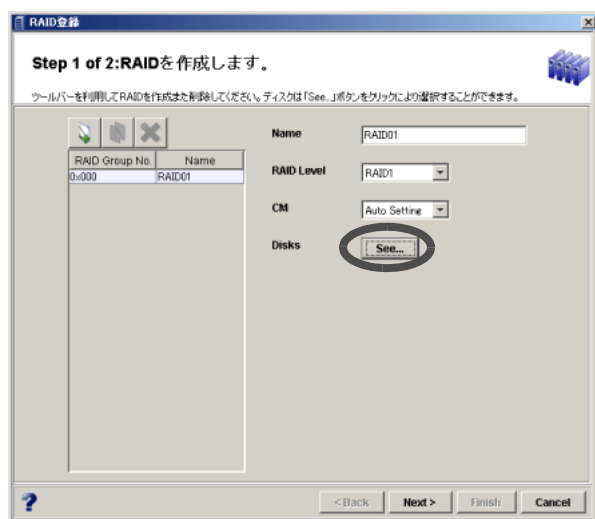 RAID登録
Step 1 of 2:RAIDを作成します。
ツールバーを利用してRAIDを作成また削除してください。ディスクは「See...」ボタンをクリックにより選択することができます。
RAID Group No. Name
0x000 RAID01
Name RAID01
RAID Level RAID1
CM Auto Setting
Disks See...
? <Back Next> Finish Cancel